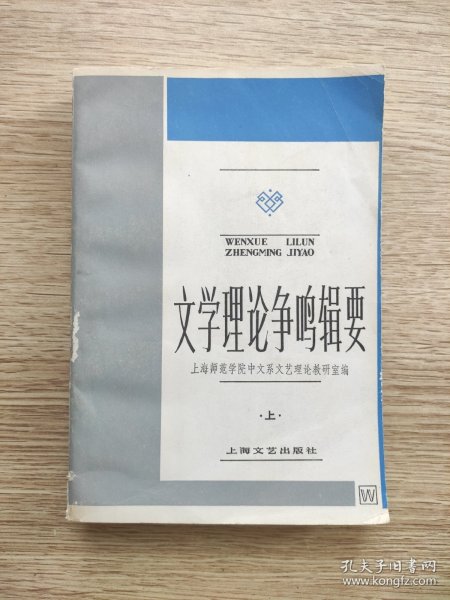 WENXUE LILUN
ZHENGMING JIYAO
文学理论争鸣辑要
上海师范学院中文系文艺理论教研室编
·上·
上海文艺出版社
W
孔夫子旧书网
www.kongfz.com